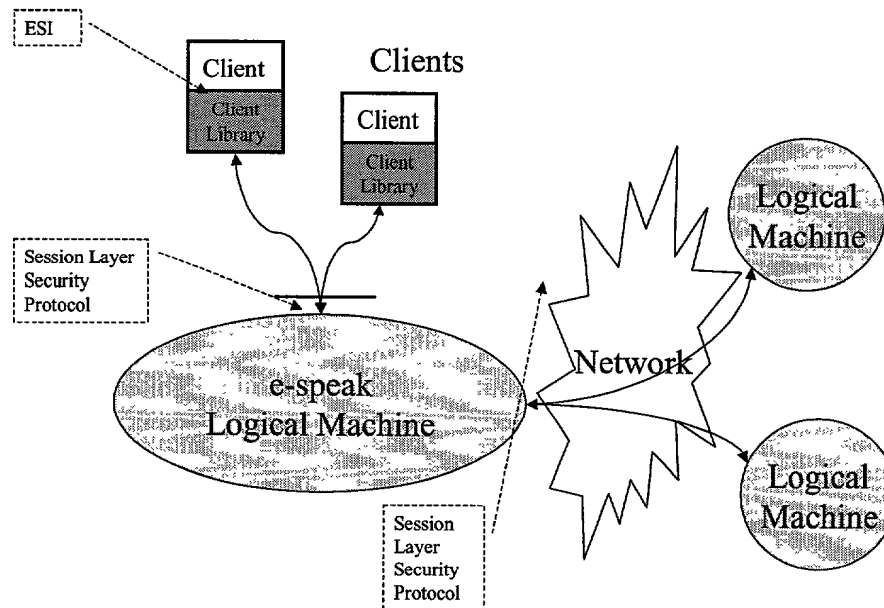 ESI
Client
Client
Library
Clients
Client
Client
Library
Logical
Machine
Session Layer
Security
Protocol
Network
e-speak
Logical Machine
Logical
Machine
Session
Layer
Security
Protocol